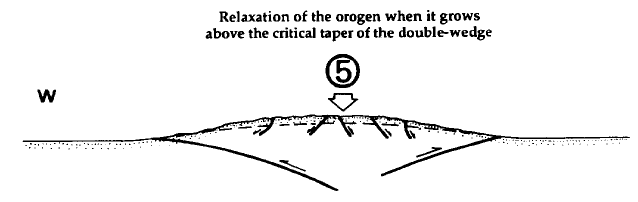 Relaxation of the orogen when it grows
above the critical taper of the double-wedge
5
W